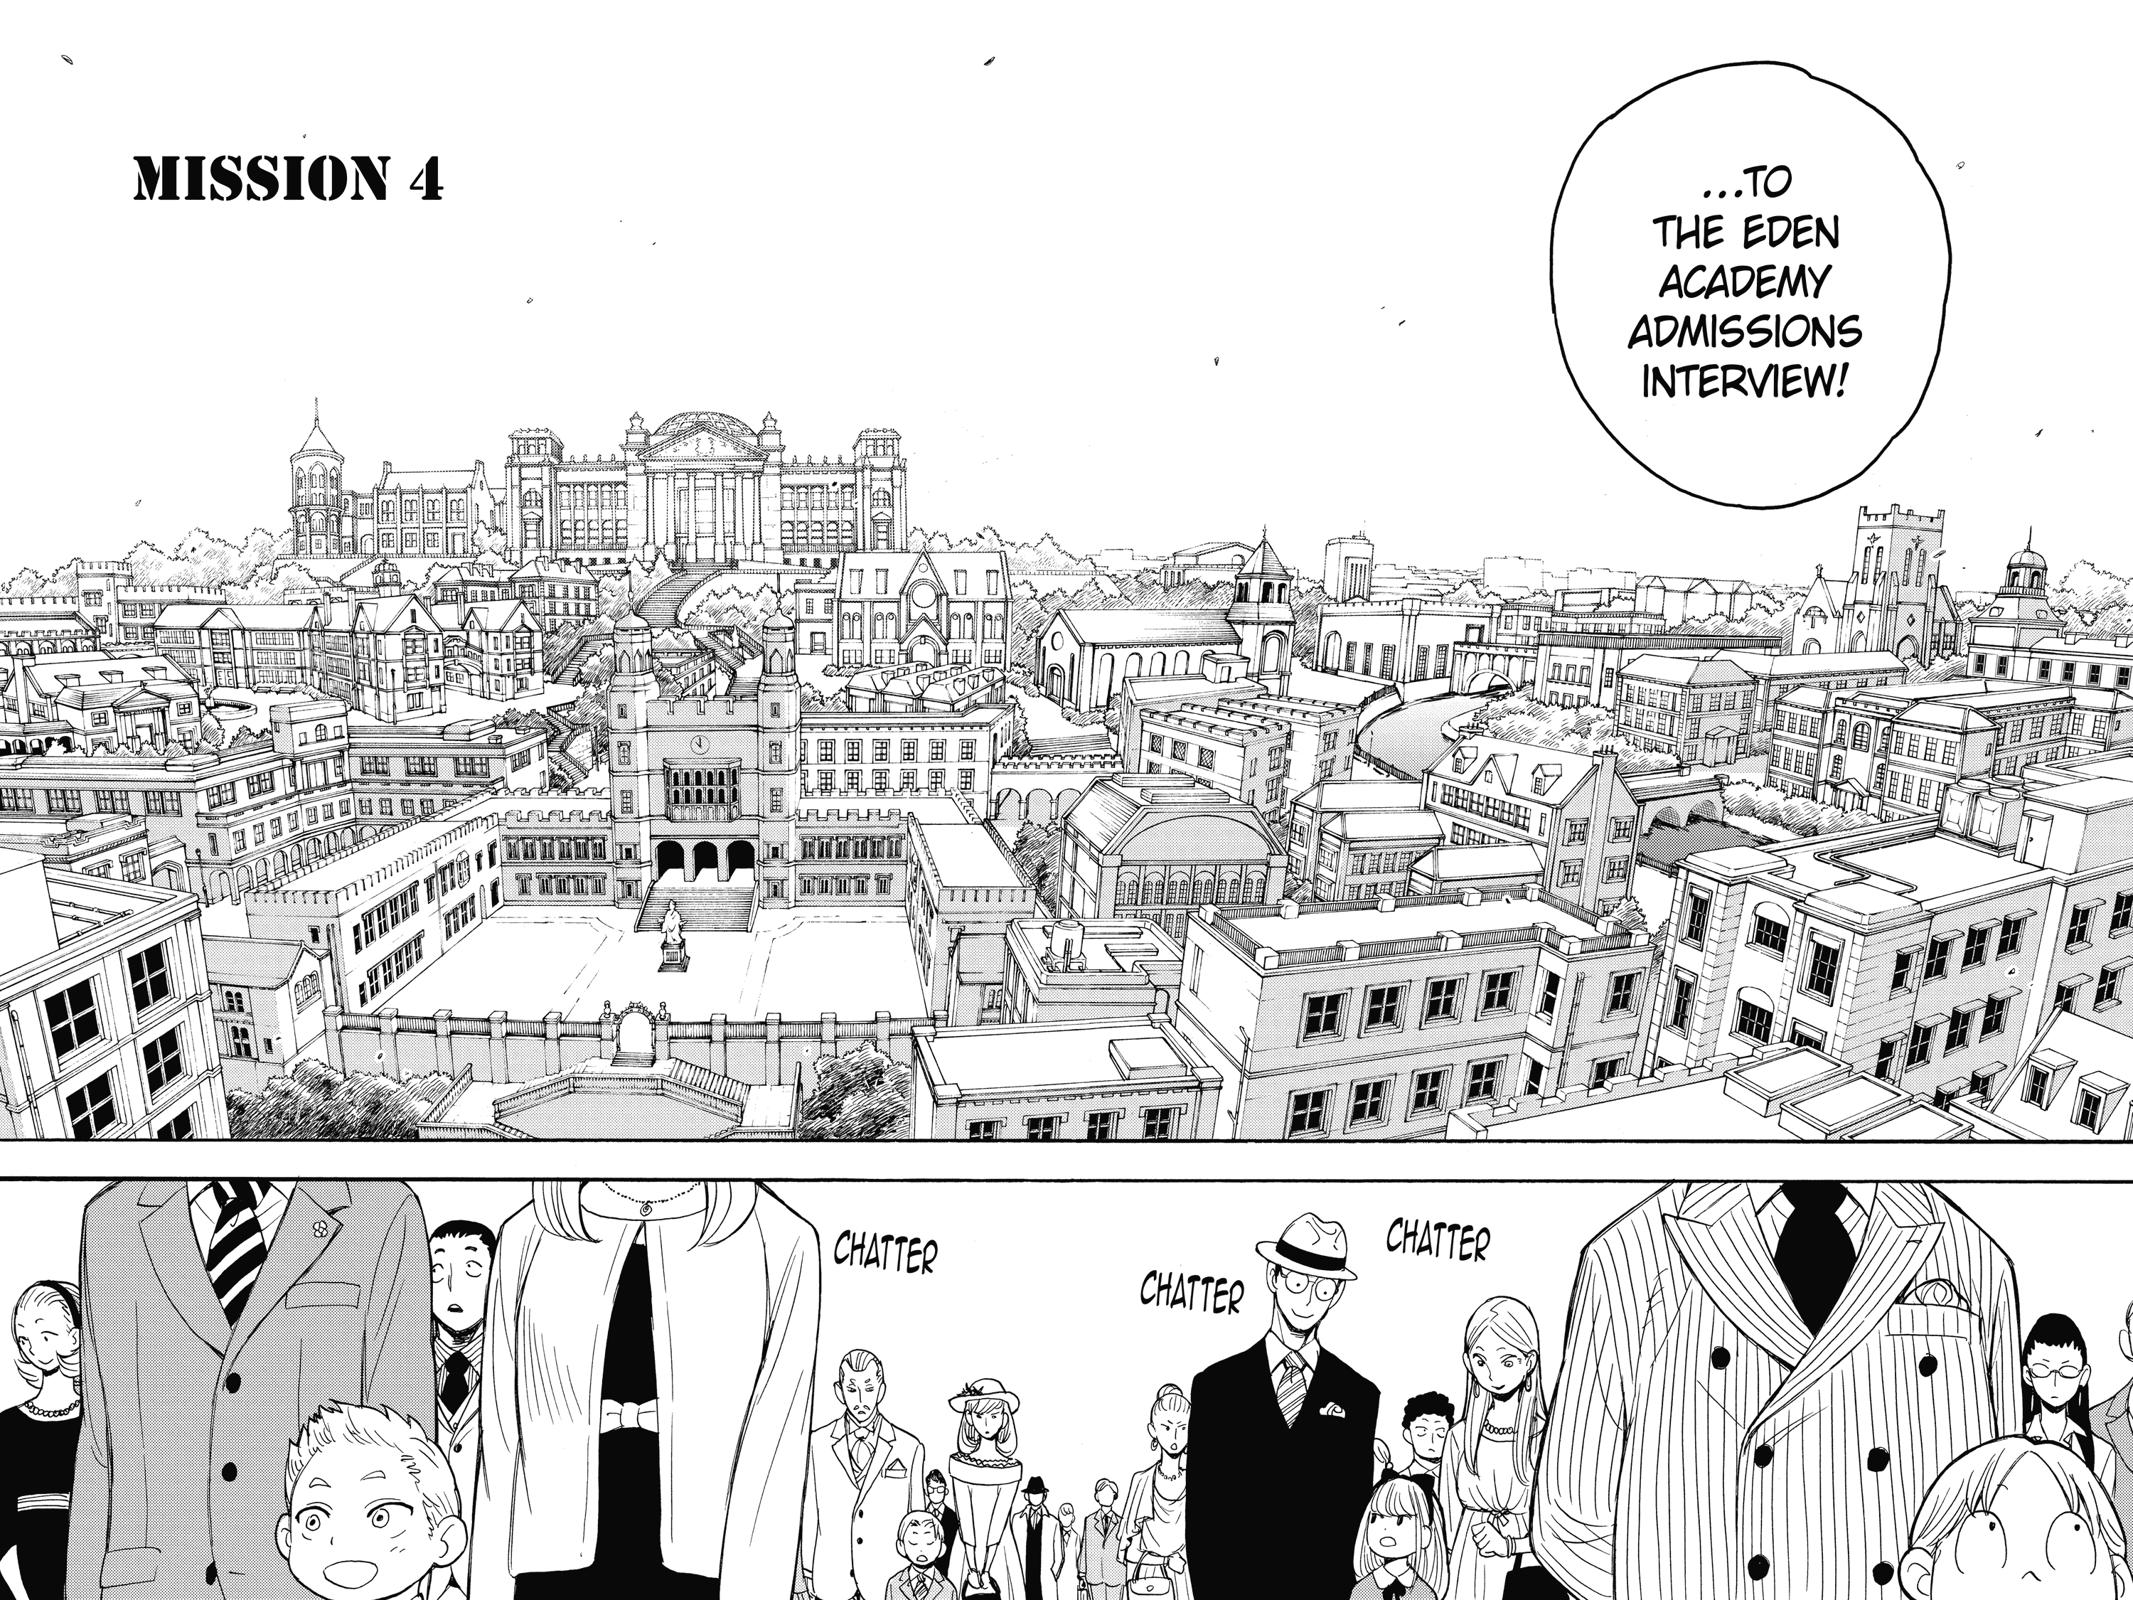 ...TO
THE EDEN
ACADEMY
ADMISSIONS
INTERVIEW!
MISSION 4
CHATTER
CHATTER
CHATTER